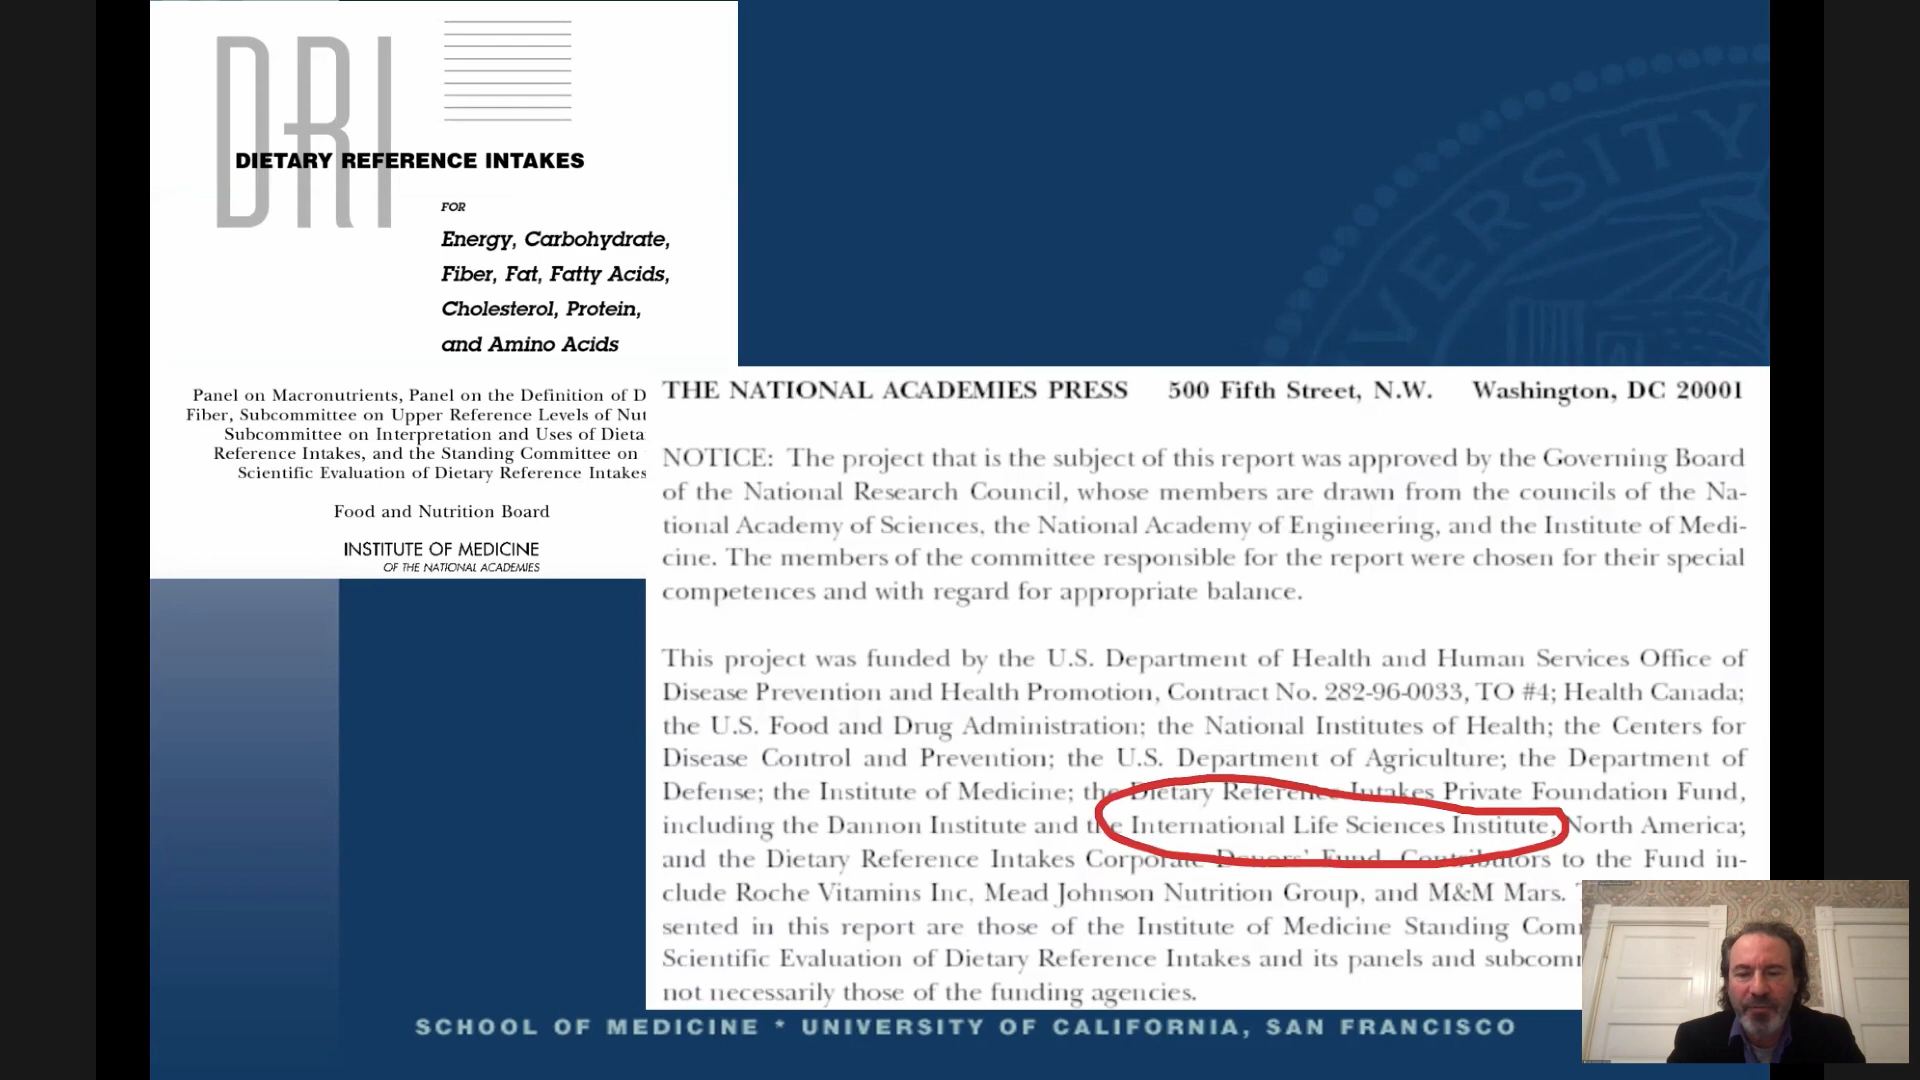 DRI
DIETARY REFERENCE INTAKES
FOR
Energy, Carbohydrate,
Fiber, Fat, Fatty Acids,
Cholesterol, Protein,
and Amino Acids
Panel on Macronutrients, Panel on the Definition of D
Fiber, Subcommittee on Upper Reference Levels of Nut
Subcommittee on Interpretation and Uses of Dieta
Reference Intakes, and the Standing Committee on
Scientific Evaluation of Dietary Reference Intakes
Food and Nutrition Board
INSTITUTE OF MEDICINE
OF THE NATIONAL ACADEMIES
THE NATIONAL ACADEMIES PRESS 500 Fifth Street, N.W. Washington, DC 20001
NOTICE: The project that is the subject of this report was approved by the Governing Board
of the National Research Council, whose members are drawn from the councils of the Na-
tional Academy of Sciences, the National Academy of Engineering, and the Institute of Medi-
cine. The members of the committee responsible for the report were chosen for their special
competences and with regard for appropriate balance.
This project was funded by the U.S. Department of Health and Human Services Office of
Disease Prevention and Health Promotion, Contract No. 282-96-0033, TO #4; Health Canada;
the U.S. Food and Drug Administration; the National Institutes of Health; the Centers for
Disease Control and Prevention; the U.S. Department of Agriculture; the Department of
Defense; the Institute of Medicine; the Dietary Reference Intakes Private Foundation Fund,
including the Dannon Institute and the International Life Sciences Institute, North America;
and the Dietary Reference Intakes Corporate Donors' Fund. Contributors to the Fund in-
clude Roche Vitamins Inc, Mead Johnson Nutrition Group, and M&M Mars.
sented in this report are those of the Institute of Medicine Standing Com
Scientific Evaluation of Dietary Reference Intakes and its panels and subcom
not necessarily those of the funding agencies.
VERSITY
SCHOOL OF MEDICINE * UNIVERSITY OF CALIFORNIA, SAN FRANCISCO